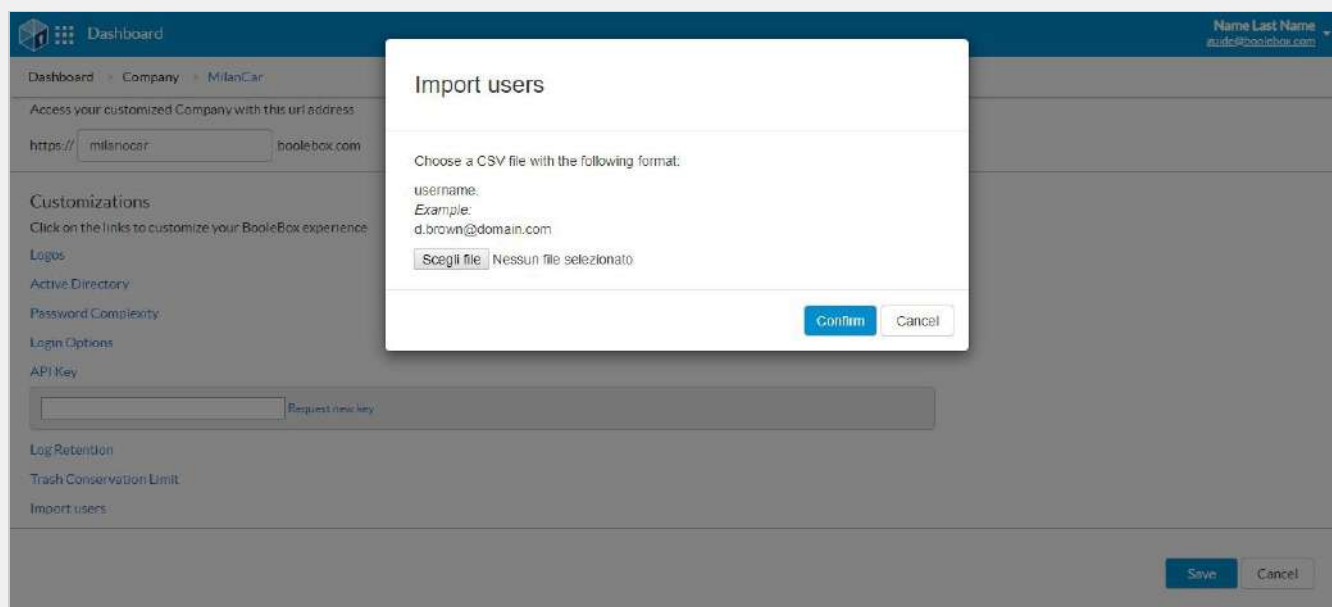 Dashboard
Name Last Name
guide@boolebox.com
Dashboard Company MilanCar
Access your customized Company with this url address
https:// milanocar boolebox.com
Customizations
Click on the links to customize your BooleBox experience
Logos
Active Directory
Password Complexity
Login Options
API Key
Request new key
Log Retention
Trash Conservation Limit
Import users
Save Cancel
Import users
Choose a CSV file with the following format:
username.
Example:
d.brown@domain.com
Scegli file Nessun file selezionato
Confirm Cancel